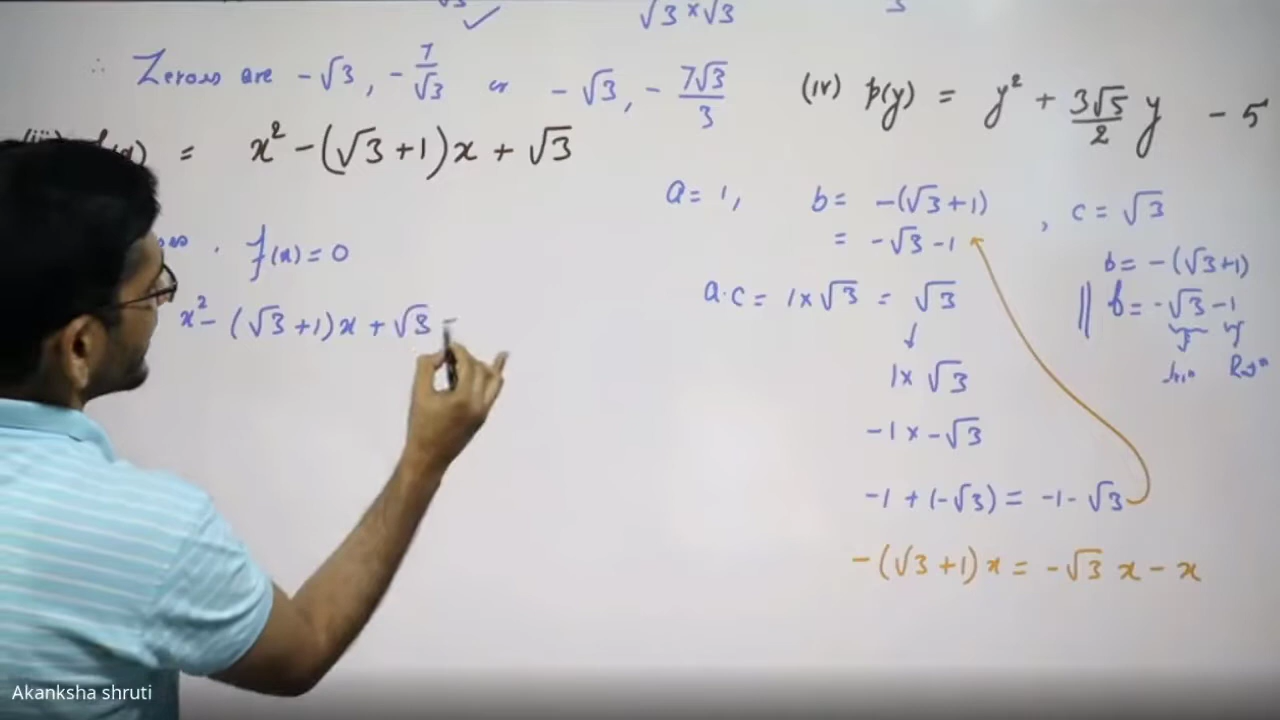 √3 × √3 3
∴ Zeroes are - √3 , - 7/√3 or - √3 , - 7√3/3
(iv) p(y) = y² + 3√5/2 y - 5
= x² - (√3 + 1) x + √3
a = 1 , b = - (√3 + 1) , c = √3
= - √3 - 1
f(x) = 0
b = - (√3 + 1)
a · c = 1 × √3 = √3
|| b = - √3 - 1
x² - (√3 + 1) x + √3 =
↓
1 × √3
- 1 × - √3
- 1 + (- √3) = - 1 - √3
- (√3 + 1) x = - √3 x - x
Akanksha shruti